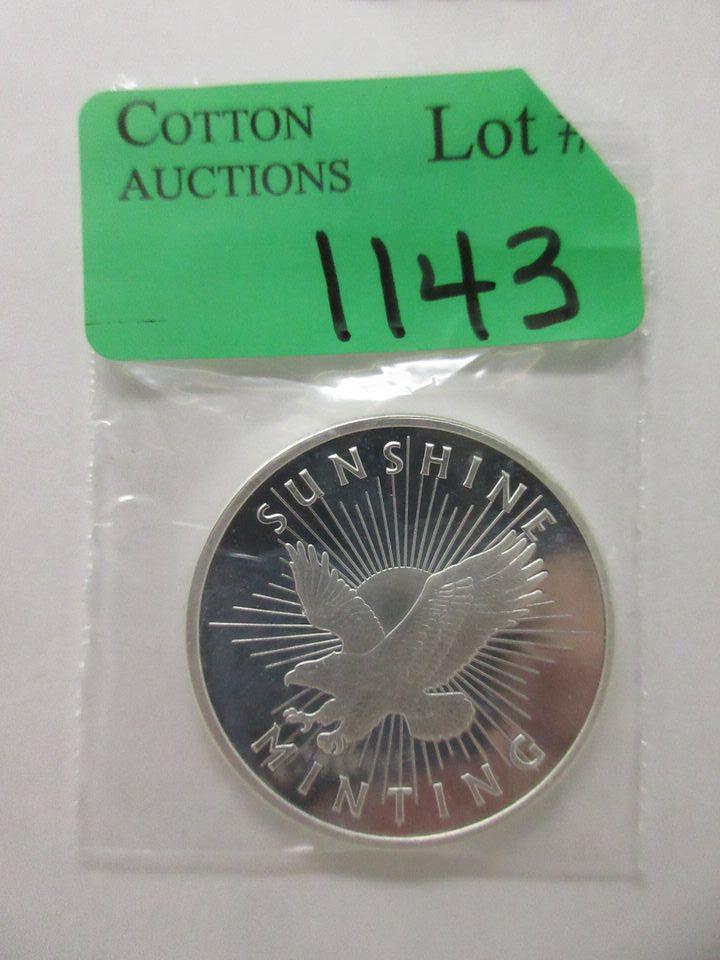 COTTON
AUCTIONS
Lot #
1143
SUNSHINE
MINTING